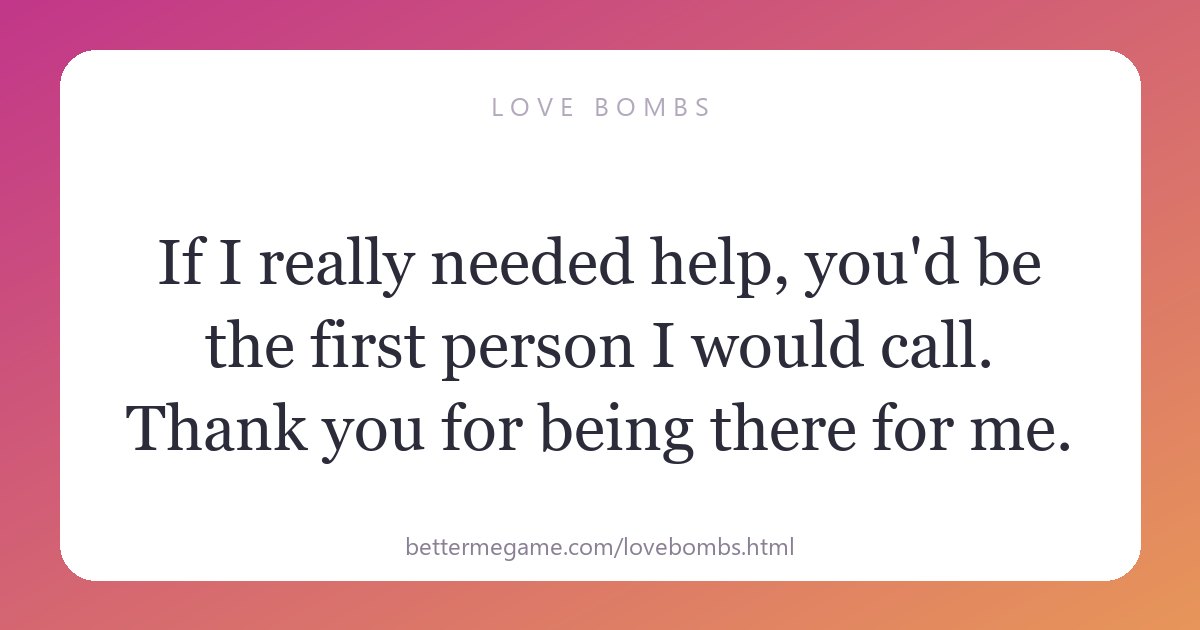 LOVE BOMBS
If I really needed help, you'd be
the first person I would call.
Thank you for being there for me.
bettermegame.com/lovebombs.html